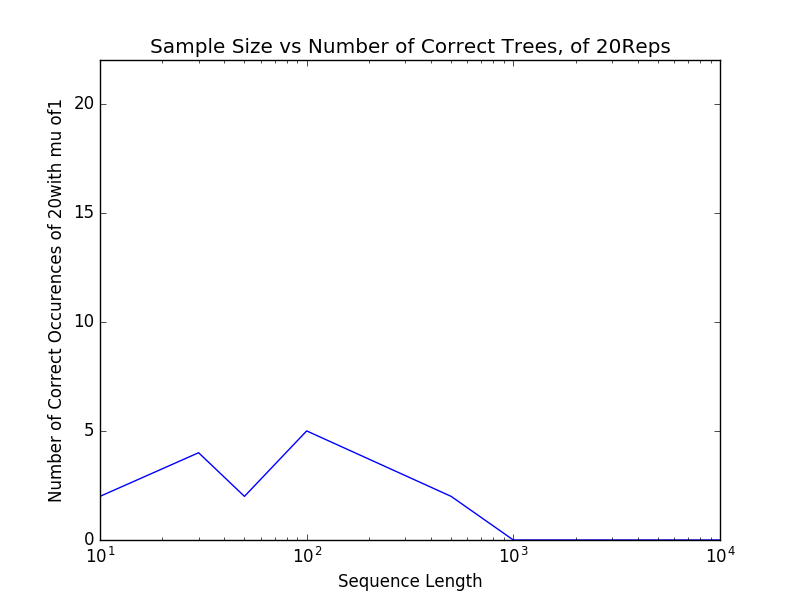 Sample Size vs Number of Correct Trees, of 20Reps
Number of Correct Occurences of 20with mu of1
20
15
10
5
0
10¹ 10² 10³ 10⁴
Sequence Length